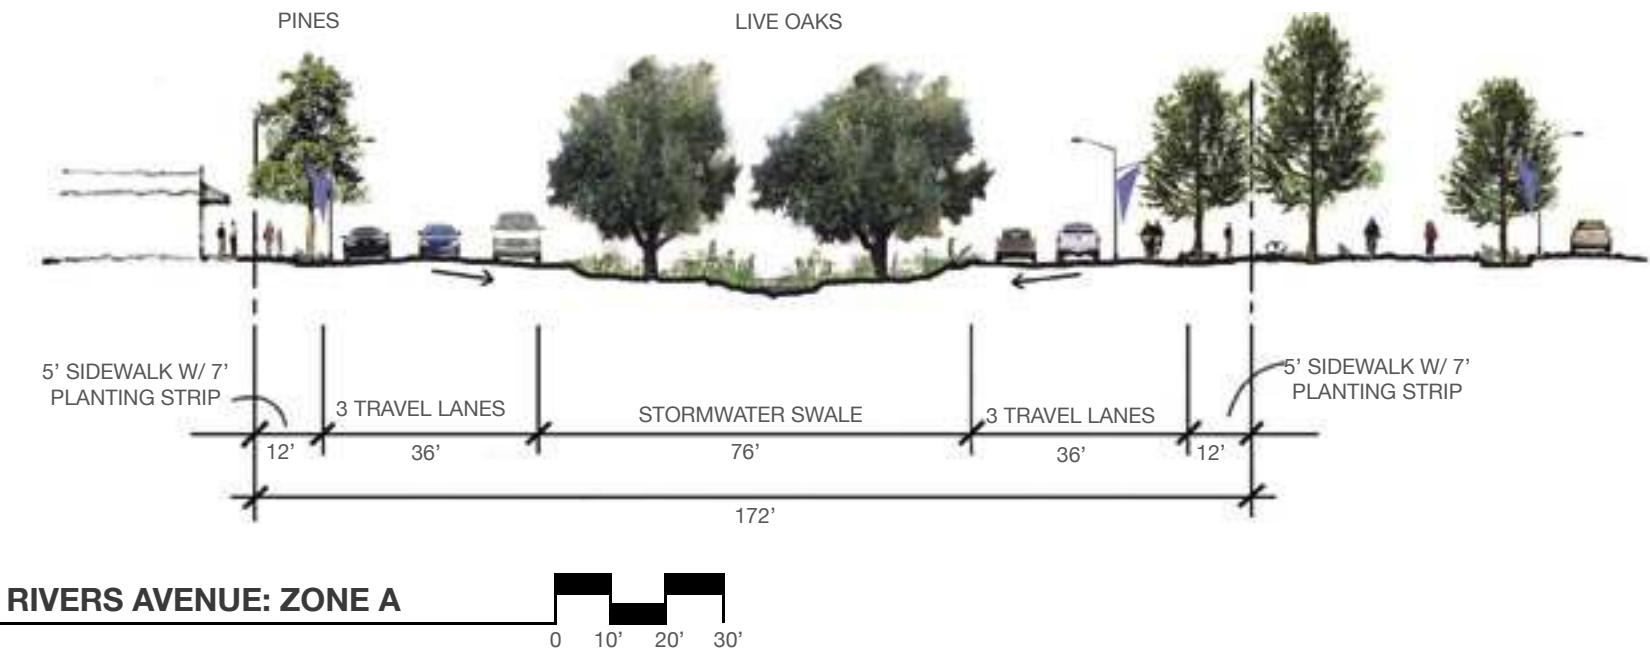 PINES
LIVE OAKS
5’ SIDEWALK W/ 7’
PLANTING STRIP
3 TRAVEL LANES
STORMWATER SWALE
3 TRAVEL LANES
5’ SIDEWALK W/ 7’
PLANTING STRIP
12’
36’
76’
36’
12’
172’
RIVERS AVENUE: ZONE A
0 10’ 20’ 30’